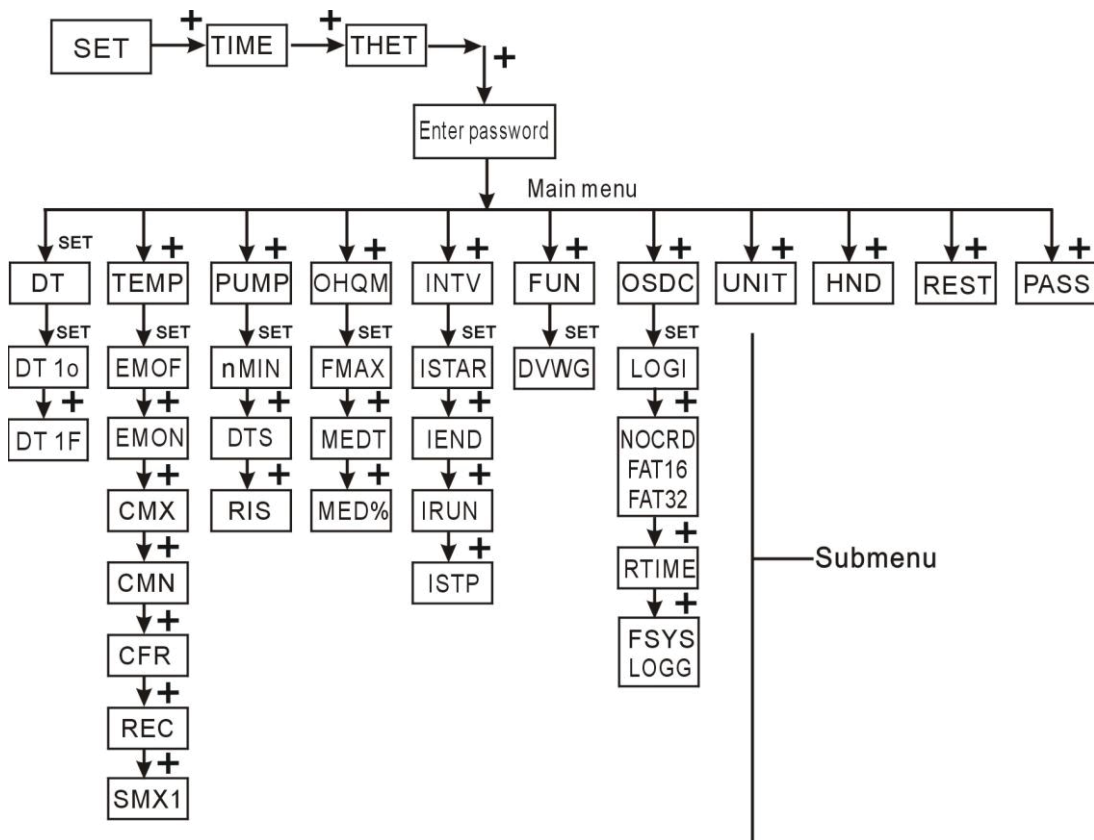 SET
+
TIME
+
THET
+
Enter password
Main menu
SET + + + + + + + + + +
DT TEMP PUMP OHQM INTV FUN OSDC UNIT HND REST PASS
SET SET SET SET SET SET SET
DT 1o EMOF nMIN FMAX ISTAR DVWG LOGI
+ + + + + +
DT 1F EMON DTS MEDT IEND NOCRD
FAT16
FAT32
+ + + + +
CMX RIS MED% IRUN RTIME
+ + +
CMN ISTP FSYS
LOGG
+
CFR
+
REC
+
SMX1
Submenu